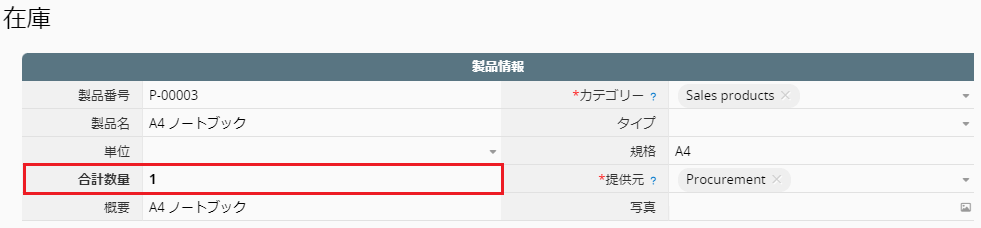 在庫
製品情報
製品番号 P-00003 *カテゴリー ? Sales products ×
製品名 A4 ノートブック タイプ
単位 規格 A4
合計数量 1 *提供元 ? Procurement ×
概要 A4 ノートブック 写真